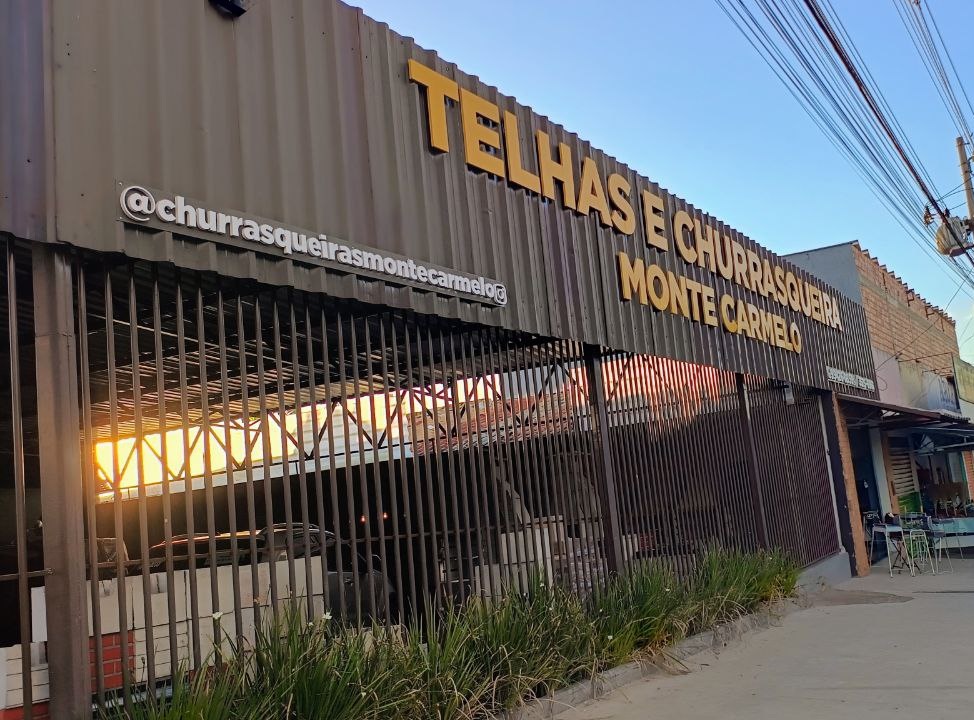 TELHAS E CHURRASQUEIRA
MONTE CARMELO
@churrasqueirasmontecarmelo